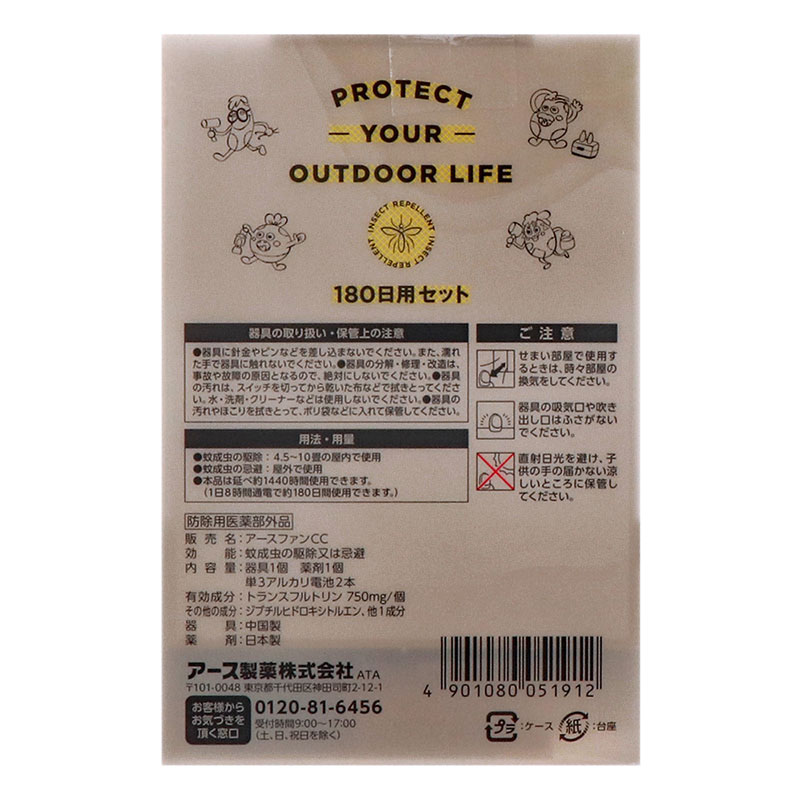 PROTECT
YOUR
OUTDOOR LIFE
INSECT REPELLENT INSECT REPELLENT
180日用セット
器具の取り扱い・保管上の注意
●器具に針金やピンなどを差し込まないでください。また、濡れ
た手で器具に触れないでください。●器具の分解・修理・改造は、
事故や故障の原因となるので、絶対にしないでください。●器具
の汚れは、スイッチを切ってから乾いた布などで拭きとってくださ
い。水・洗剤・クリーナーなどは使用しないでください。●器具の
汚れやほこりを拭きとって、ポリ袋などに入れて保管してください。
用法・用量
●蚊成虫の駆除：4.5～10畳の屋内で使用
●蚊成虫の忌避：屋外で使用
●本品は延べ約1440時間使用できます。
（1日8時間通電で約180日間使用できます。）
ご注意
せまい部屋で使用す
るときは、時々部屋の
換気をしてください。
器具の吸気口や吹き
出し口はふさがない
でください。
直射日光を避け、子
供の手の届かない涼
しいところに保管し
てください。
防除用医薬部外品
販売名：アースファンCC
効能：蚊成虫の駆除又は忌避
内容量：器具1個 薬剤1個
単3アルカリ電池2本
有効成分：トランスフルトリン 750mg/個
その他の成分：ジブチルヒドロキシトルエン、他1成分
器具：中国製
薬剤：日本製
アース製薬株式会社 ATA
〒101-0048 東京都千代田区神田司町2-12-1
お客様から
お気づきを
頂く窓口
0120-81-6456
受付時間9:00～17:00
（土、日、祝日を除く）
4 901080 051912
プラ：ケース 紙：台座